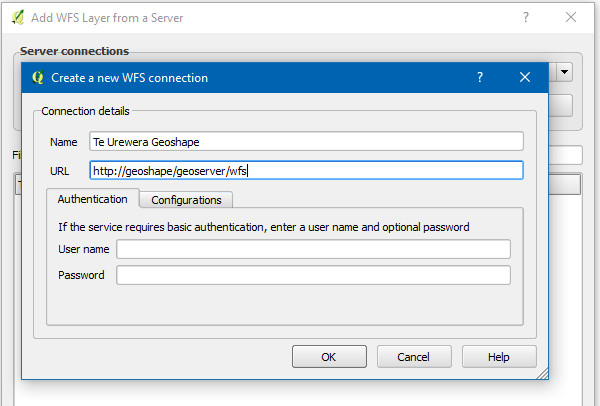 Add WFS Layer from a Server
Server connections
Create a new WFS connection
Connection details
Name Te Urewera Geoshape
URL http://geoshape/geoserver/wfs
Authentication Configurations
If the service requires basic authentication, enter a user name and optional password
User name
Password
OK Cancel Help